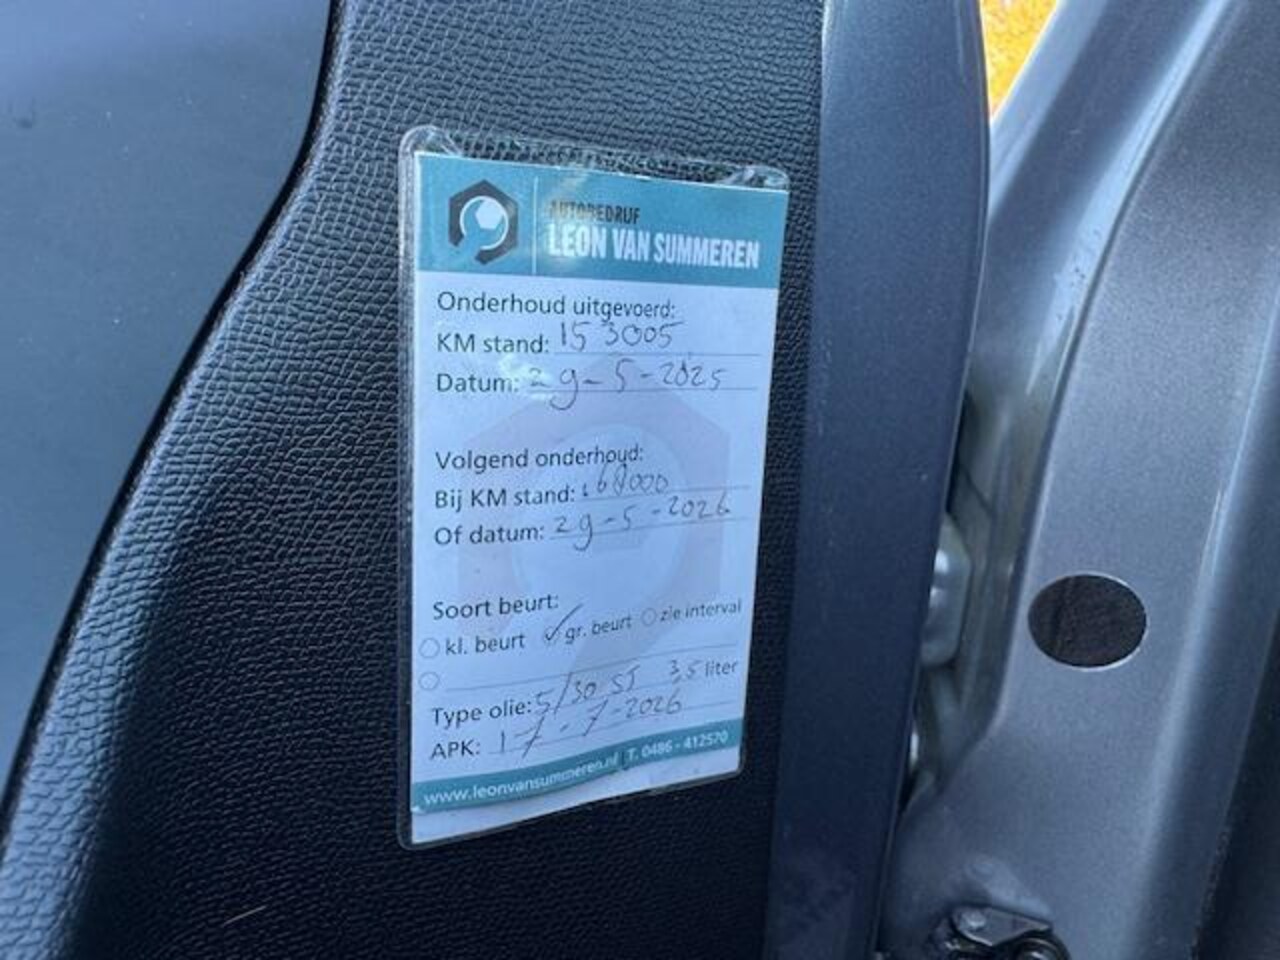 AUTOBEDRIJF
LEON VAN SUMMEREN
Onderhoud uitgevoerd:
KM stand: 153005
Datum: 29-5-2025
Volgend onderhoud:
Bij KM stand:
Of datum: 29-5-2026
Soort beurt:
kl. beurt gr. beurt zie interval
Type olie: 5/30 3,5 liter
APK: 17-7-2026
www.leonvansummeren.nl | T. 0486 - 412570